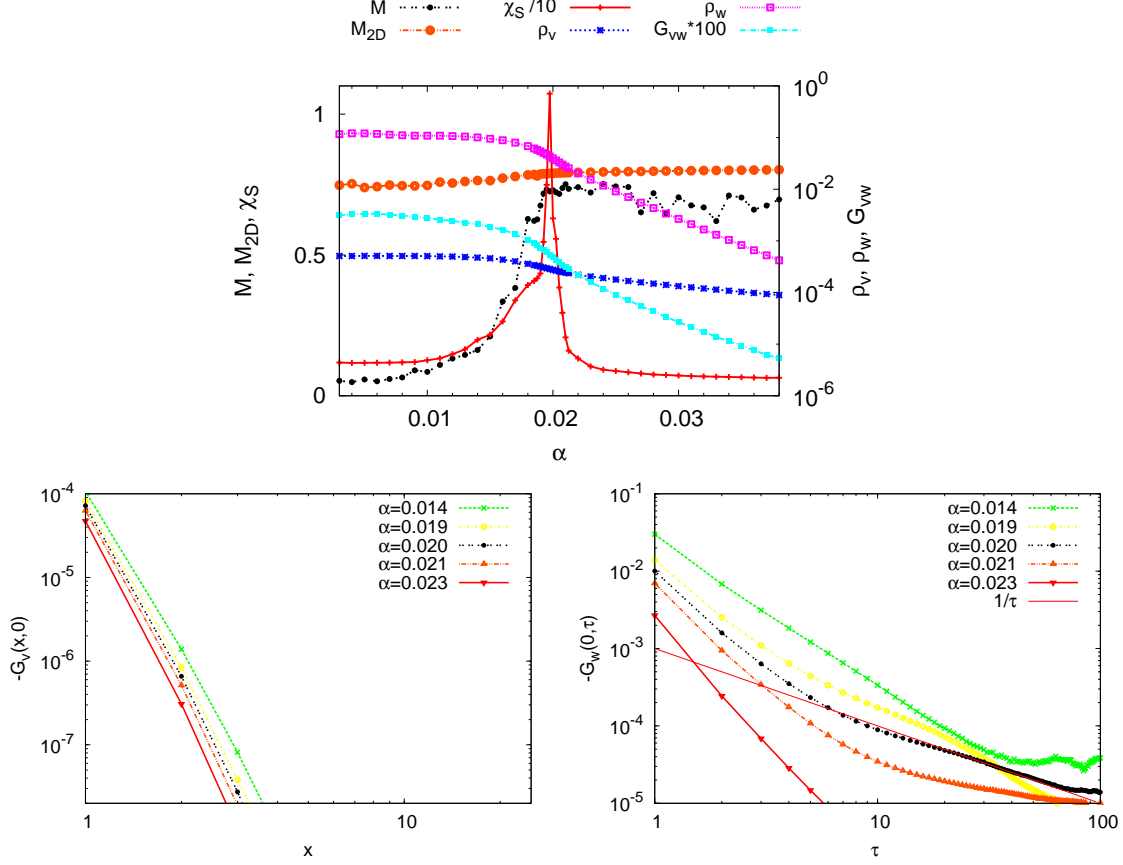 M
M2D
χS /10
ρv
ρw
Gvw*100
1
0.5
0
M, M2D, χS
10^0
10^-2
10^-4
10^-6
ρv, ρw, Gvw
0.01 0.02 0.03
α
10^-4
10^-5
10^-6
10^-7
-Gv(x,0)
α=0.014
α=0.019
α=0.020
α=0.021
α=0.023
1 10
x
10^-1
10^-2
10^-3
10^-4
10^-5
-Gw(0,τ)
α=0.014
α=0.019
α=0.020
α=0.021
α=0.023
1/τ
1 10 100
τ